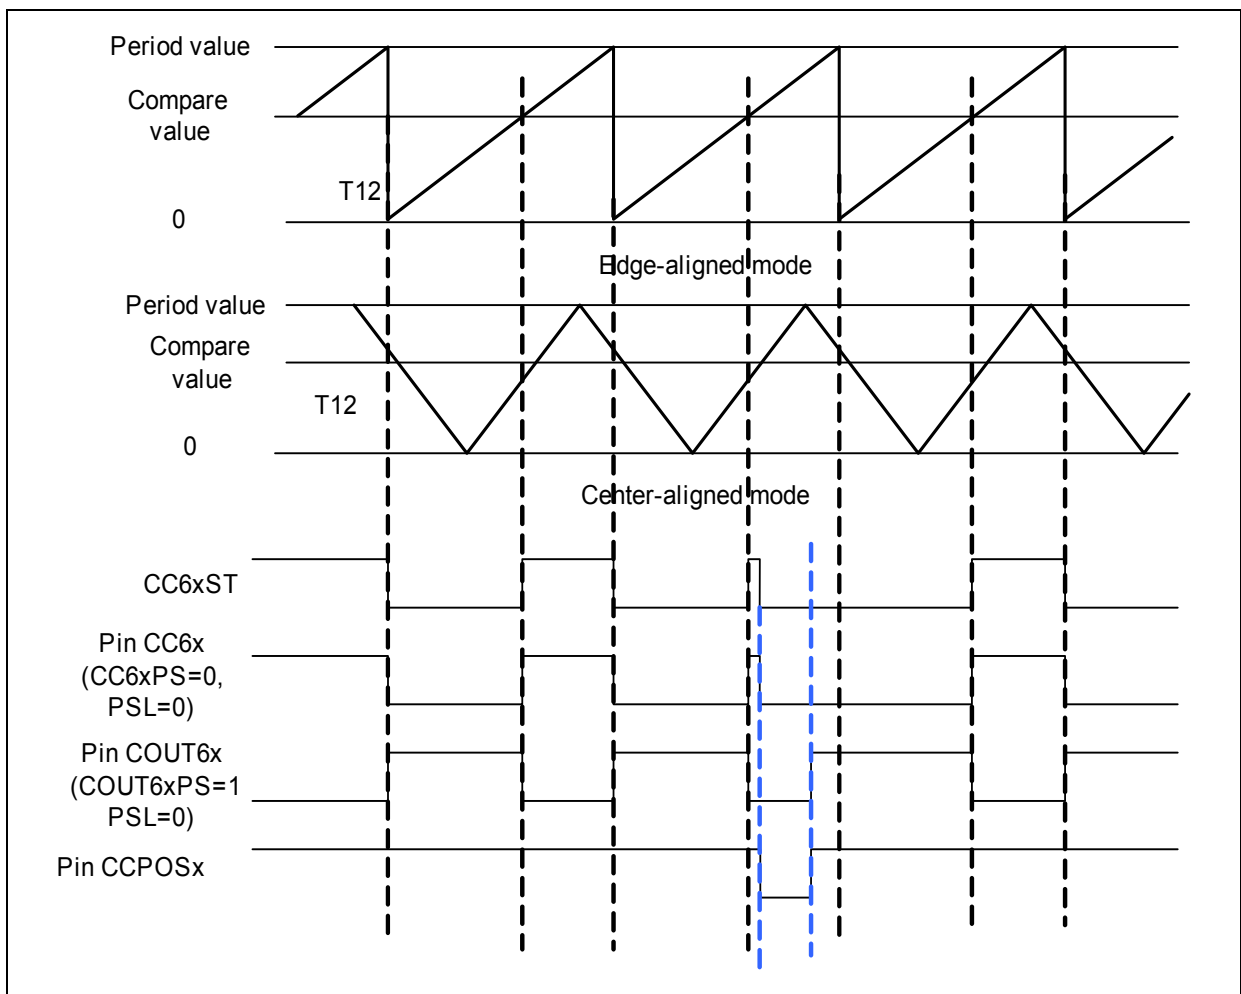 Period value
Compare
value
T12
0
Edge-aligned mode
Period value
Compare
value
T12
0
Center-aligned mode
CC6xST
Pin CC6x
(CC6xPS=0,
PSL=0)
Pin COUT6x
(COUT6xPS=1
PSL=0)
Pin CCPOSx